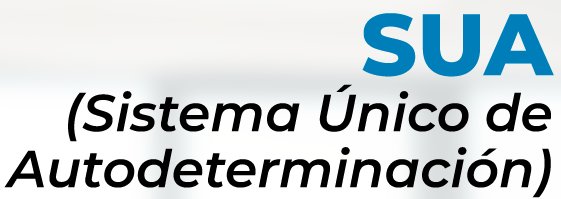 SUA
(Sistema Único de
Autodeterminación)